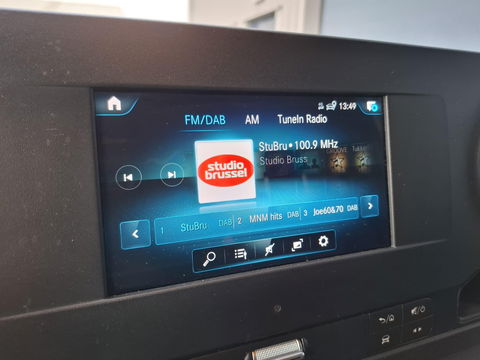 13:49
FM/DAB AM TuneIn Radio
StuBru • 100.9 MHz
Studio Bruss
studio
brussel
1 StuBru DAB 2 MNM hits DAB 3 Joe60&70 DAB